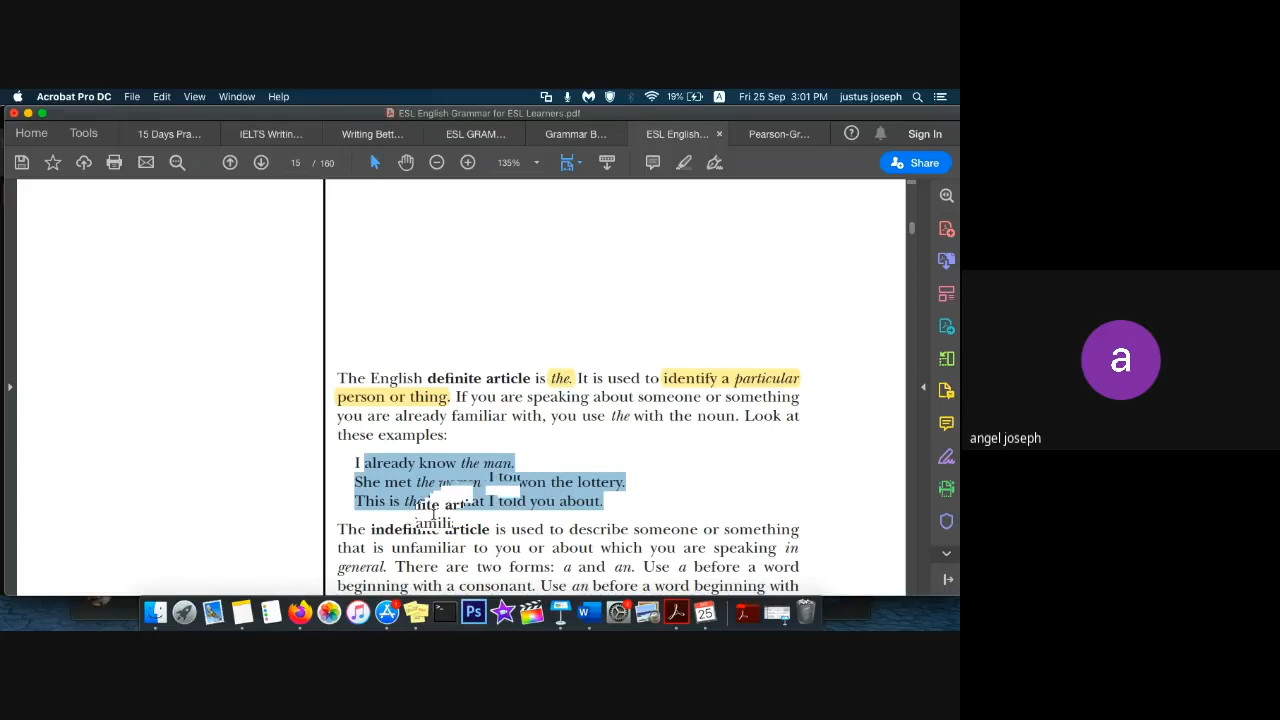 Acrobat Pro DC File Edit View Window Help 19% A Fri 25 Sep 3:01 PM justus joseph
ESL English Grammar for ESL Learners.pdf
Home Tools 15 Days Pra... IELTS Writin... Writing Bett... ESL GRAM... Grammar B... ESL English... × Pearson-Gr... Sign In
15 / 160 135% Share
The English definite article is the. It is used to identify a particular
person or thing. If you are speaking about someone or something
you are already familiar with, you use the with the noun. Look at
these examples:
I already know the man.
She met the won the lottery.
This is I told you about.
The indefinite article is used to describe someone or something
that is unfamiliar to you or about which you are speaking in
general. There are two forms: a and an. Use a before a word
beginning with a consonant. Use an before a word beginning with
a
angel joseph
Ps W 25